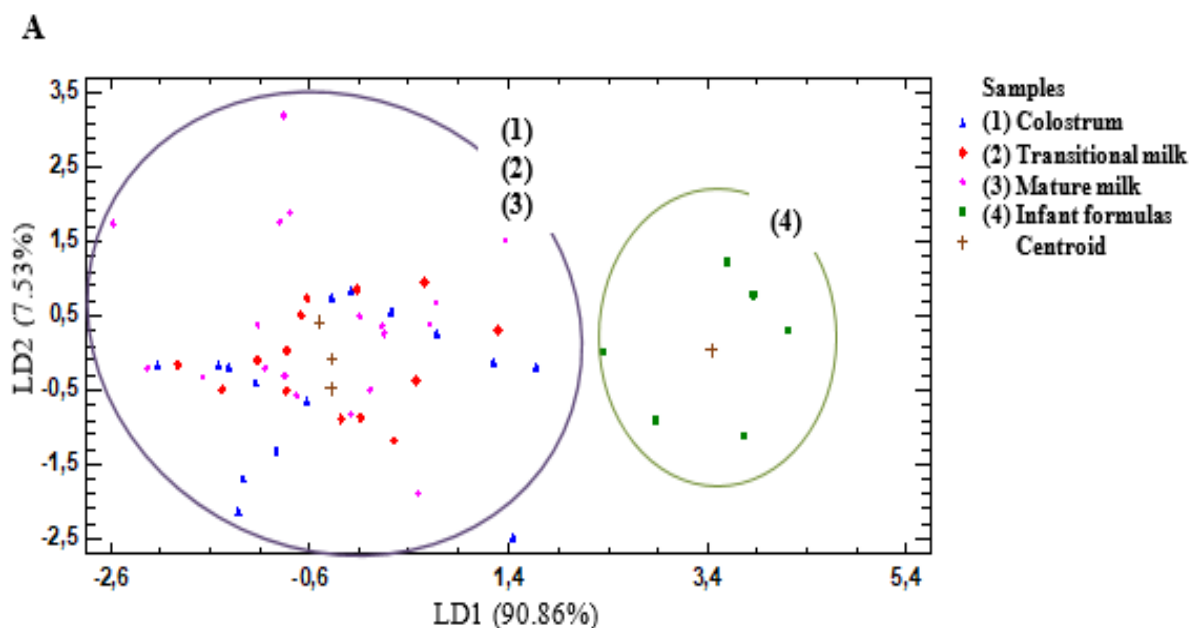 A
Samples
(1) Colostrum
(2) Transitional milk
(3) Mature milk
(4) Infant formulas
Centroid
(1)
(2)
(3)
(4)
LD2 (7.53%)
3,5
2,5
1,5
0,5
-0,5
-1,5
-2,5
-2,6 -0,6 1,4 3,4 5,4
LD1 (90.86%)